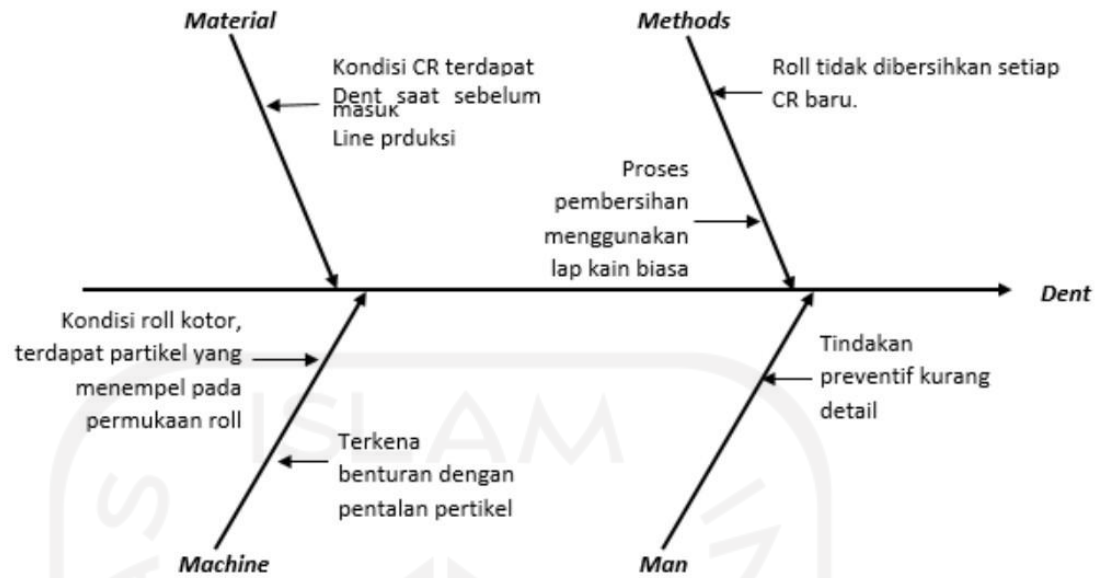 Material
Kondisi CR terdapat
Dent saat sebelum
masuk
Line prduksi
Methods
Roll tidak dibersihkan setiap
CR baru.
Proses
pembersihan
menggunakan
lap kain biasa
Dent
Kondisi roll kotor,
terdapat partikel yang
menempel pada
permukaan roll
Terkena
benturan dengan
pentalan pertikel
Machine
Tindakan
preventif kurang
detail
Man
ISLAM